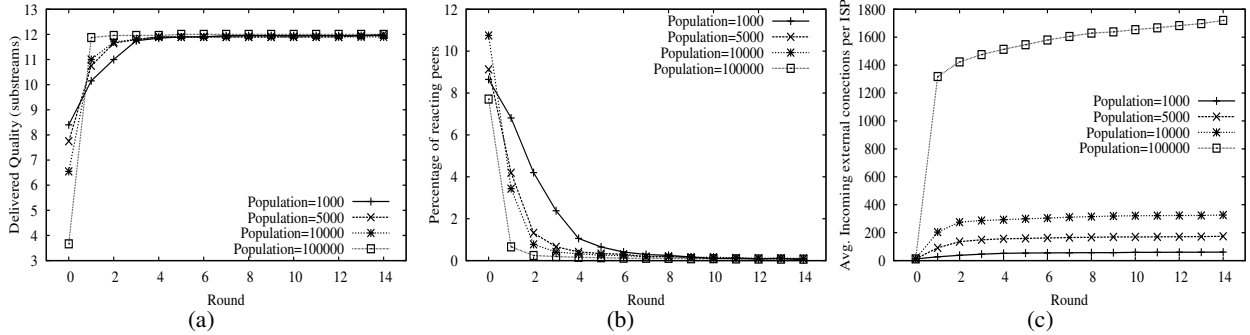 Delivered Quality (substreams)
13
12
11
10
9
8
7
6
5
4
3
Population=1000
Population=5000
Population=10000
Population=100000
0 2 4 6 8 10 12 14
Round
(a)
Percentage of reacting peers
12
10
8
6
4
2
0
Population=1000
Population=5000
Population=10000
Population=100000
0 2 4 6 8 10 12 14
Round
(b)
Avg. Incoming external conections per ISP
1800
1600
1400
1200
1000
800
600
400
200
0
Population=1000
Population=5000
Population=10000
Population=100000
0 2 4 6 8 10 12 14
Round
(c)